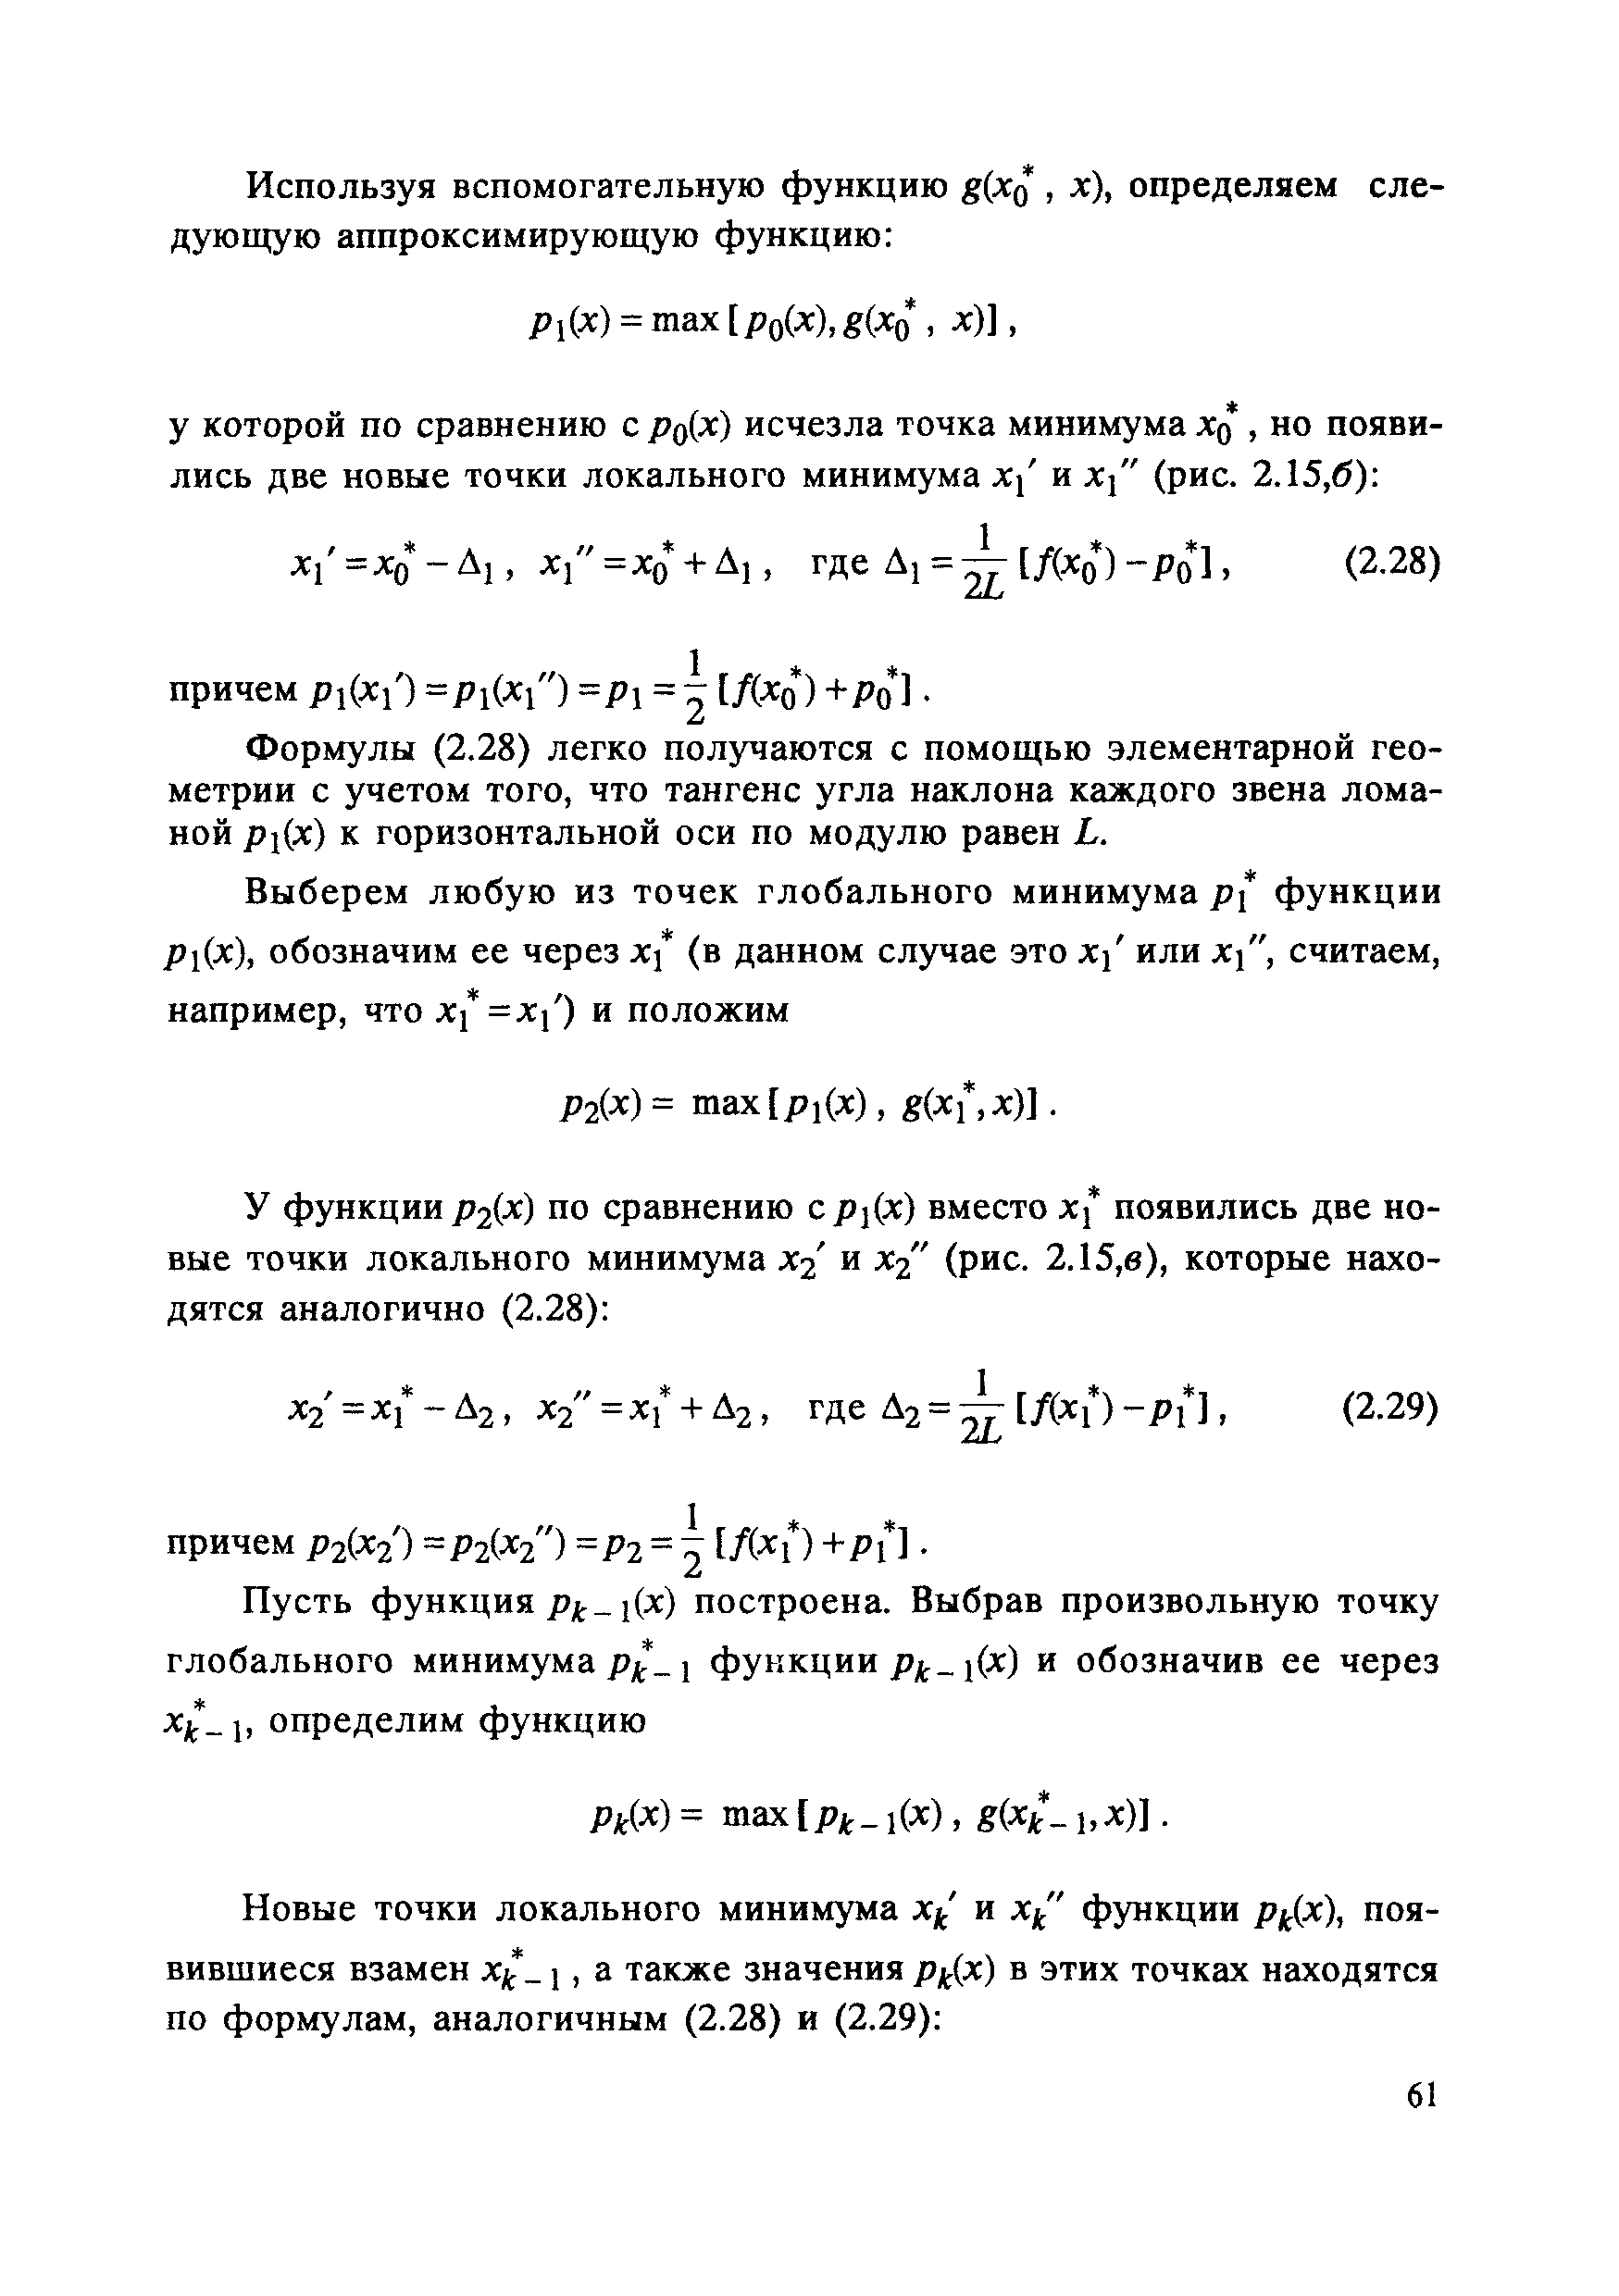 Используя вспомогательную функцию g(x₀*, x), определяем сле-
дующую аппроксимирующую функцию:
p₁(x) = max [p₀(x), g(x₀*, x)],
у которой по сравнению с p₀(x) исчезла точка минимума x₀*, но появи-
лись две новые точки локального минимума x₁′ и x₁″ (рис. 2.15,б):
x₁′ = x₀* − Δ₁, x₁″ = x₀* + Δ₁, где Δ₁ = 1/2L [f(x₀*) − p₀*], (2.28)
причем p₁(x₁′) = p₁(x₁″) = p₁ = 1/2 [f(x₀*) + p₀*].
Формулы (2.28) легко получаются с помощью элементарной гео-
метрии с учетом того, что тангенс угла наклона каждого звена лома-
ной p₁(x) к горизонтальной оси по модулю равен L.
Выберем любую из точек глобального минимума p₁* функции
p₁(x), обозначим ее через x₁* (в данном случае это x₁′ или x₁″, считаем,
например, что x₁* = x₁′) и положим
p₂(x) = max [p₁(x), g(x₁*, x)].
У функции p₂(x) по сравнению с p₁(x) вместо x₁* появились две но-
вые точки локального минимума x₂′ и x₂″ (рис. 2.15,в), которые нахо-
дятся аналогично (2.28):
x₂′ = x₁* − Δ₂, x₂″ = x₁* + Δ₂, где Δ₂ = 1/2L [f(x₁*) − p₁*], (2.29)
причем p₂(x₂′) = p₂(x₂″) = p₂ = 1/2 [f(x₁*) + p₁*].
Пусть функция pₖ₋₁(x) построена. Выбрав произвольную точку
глобального минимума pₖ₋₁* функции pₖ₋₁(x) и обозначив ее через
xₖ₋₁*, определим функцию
pₖ(x) = max [pₖ₋₁(x), g(xₖ₋₁*, x)].
Новые точки локального минимума xₖ′ и xₖ″ функции pₖ(x), поя-
вившиеся взамен xₖ₋₁*, а также значения pₖ(x) в этих точках находятся
по формулам, аналогичным (2.28) и (2.29):
61